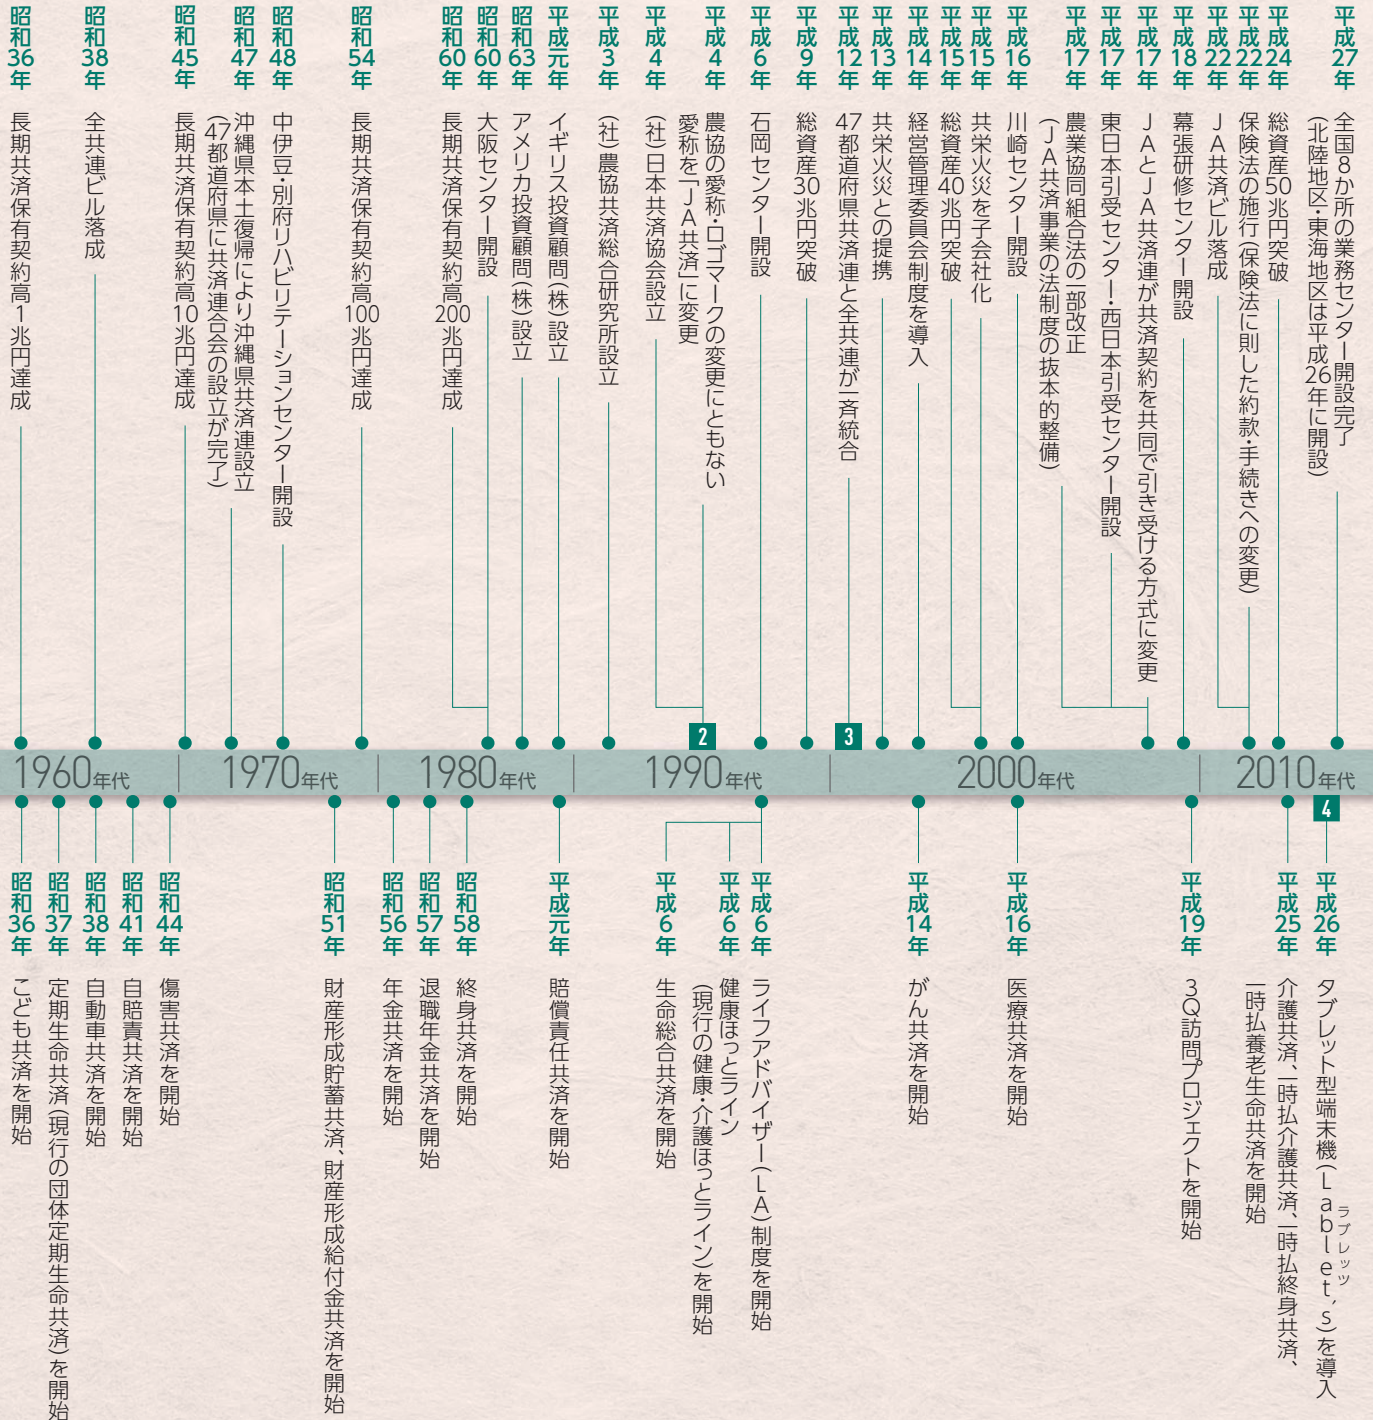 昭和36年
長期共済保有契約高1兆円達成
昭和38年
全共連ビル落成
昭和45年
長期共済保有契約高10兆円達成
昭和47年
沖縄県本土復帰により沖縄県共済連設立
(47都道府県に共済連合会の設立が完了)
昭和48年
中伊豆・別府リハビリテーションセンター開設
昭和54年
長期共済保有契約高100兆円達成
昭和60年
長期共済保有契約高200兆円達成
昭和60年
大阪センター開設
昭和63年
アメリカ投資顧問(株)設立
平成元年
イギリス投資顧問(株)設立
平成3年
(社)農協共済総合研究所設立
平成4年
(社)日本共済協会設立
平成4年
農協の愛称・ロゴマークの変更にともない
愛称を「JA共済」に変更
平成6年
石岡センター開設
平成9年
総資産30兆円突破
平成12年
47都道府県共済連と全共連が一斉統合
平成13年
共栄火災との提携
平成14年
経営管理委員会制度を導入
平成15年
総資産40兆円突破
平成15年
共栄火災を子会社化
平成16年
川崎センター開設
平成17年
農業協同組合法の一部改正
(JA共済事業の法制度の抜本的整備)
平成17年
東日本引受センター・西日本引受センター開設
平成17年
JAとJA共済連が共済契約を共同で引き受ける方式に変更
平成18年
幕張研修センター開設
平成22年
JA共済ビル落成
平成22年
保険法の施行(保険法に則した約款・手続きへの変更)
平成24年
総資産50兆円突破
平成27年
全国8か所の業務センター開設完了
(北陸地区・東海地区は平成26年に開設)
2
3
1960年代
1970年代
1980年代
1990年代
2000年代
2010年代
4
昭和36年
こども共済を開始
昭和37年
定期生命共済(現行の団体定期生命共済)を開始
昭和38年
自動車共済を開始
昭和41年
自賠責共済を開始
昭和44年
傷害共済を開始
昭和51年
財産形成貯蓄共済、財産形成給付金共済を開始
昭和56年
年金共済を開始
昭和57年
退職年金共済を開始
昭和58年
終身共済を開始
平成元年
賠償責任共済を開始
平成6年
生命総合共済を開始
平成6年
健康ほっとライン
(現行の健康・介護ほっとライン)を開始
平成6年
ライフアドバイザー(LA)制度を開始
平成14年
がん共済を開始
平成16年
医療共済を開始
平成19年
3Q訪問プロジェクトを開始
平成25年
介護共済、一時払介護共済、一時払終身共済、
一時払養老生命共済を開始
平成26年
タブレット型端末機(Lablet's)を導入
ラブレッツ